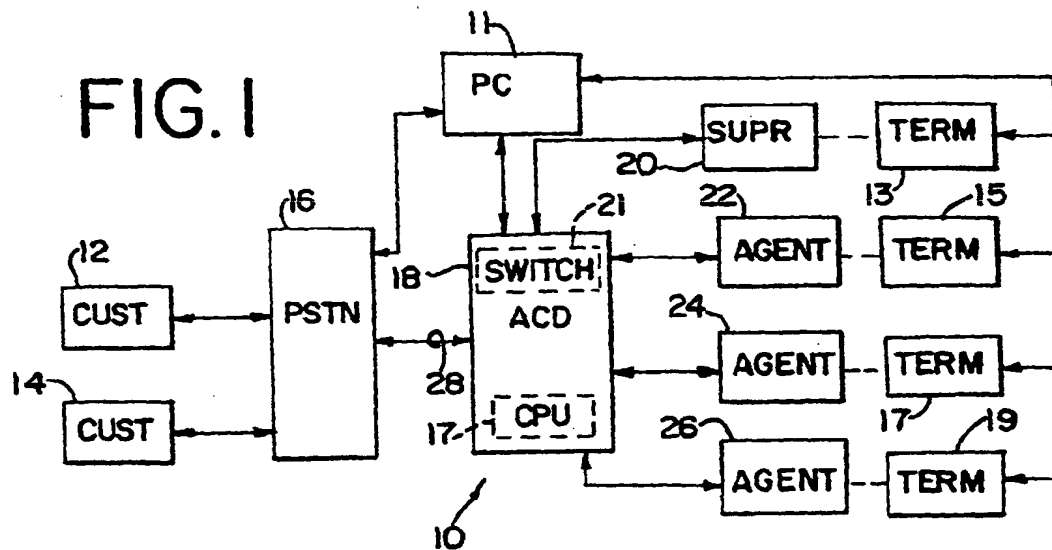 FIG. 1
11
PC
SUPR
TERM
20
13
16
22
15
21
12
18
SWITCH
AGENT
TERM
CUST
PSTN
ACD
24
28
AGENT
TERM
14
17
CPU
26
17
19
CUST
AGENT
TERM
10